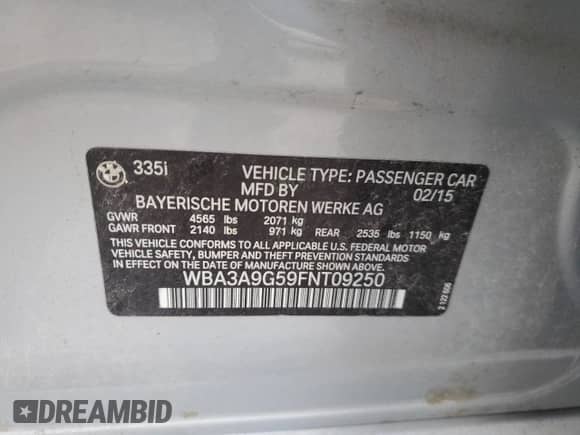 335i
VEHICLE TYPE: PASSENGER CAR
MFD BY 02/15
BAYERISCHE MOTOREN WERKE AG
GVWR 4565 lbs 2071 kg
GAWR FRONT 2140 lbs 971 kg REAR 2535 lbs 1150 kg
THIS VEHICLE CONFORMS TO ALL APPLICABLE U.S. FEDERAL MOTOR
VEHICLE SAFETY, BUMPER AND THEFT PREVENTION STANDARDS
IN EFFECT ON THE DATE OF MANUFACTURE SHOWN ABOVE.
WBA3A9G59FNT09250
DREAMBID